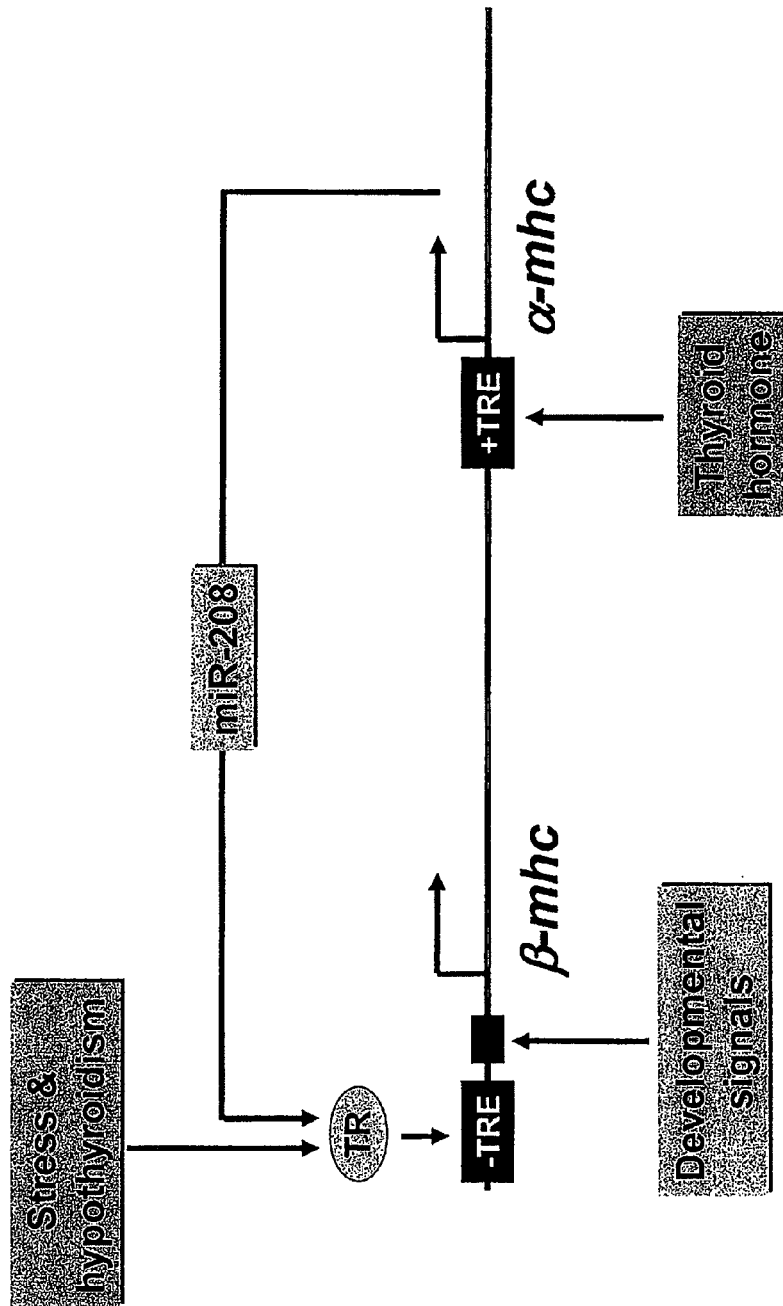 Stress &
hypothyroidism
miR-208
TR
-TRE
β-mhc
+TRE
α-mhc
Developmental
signals
Thyroid
hormone